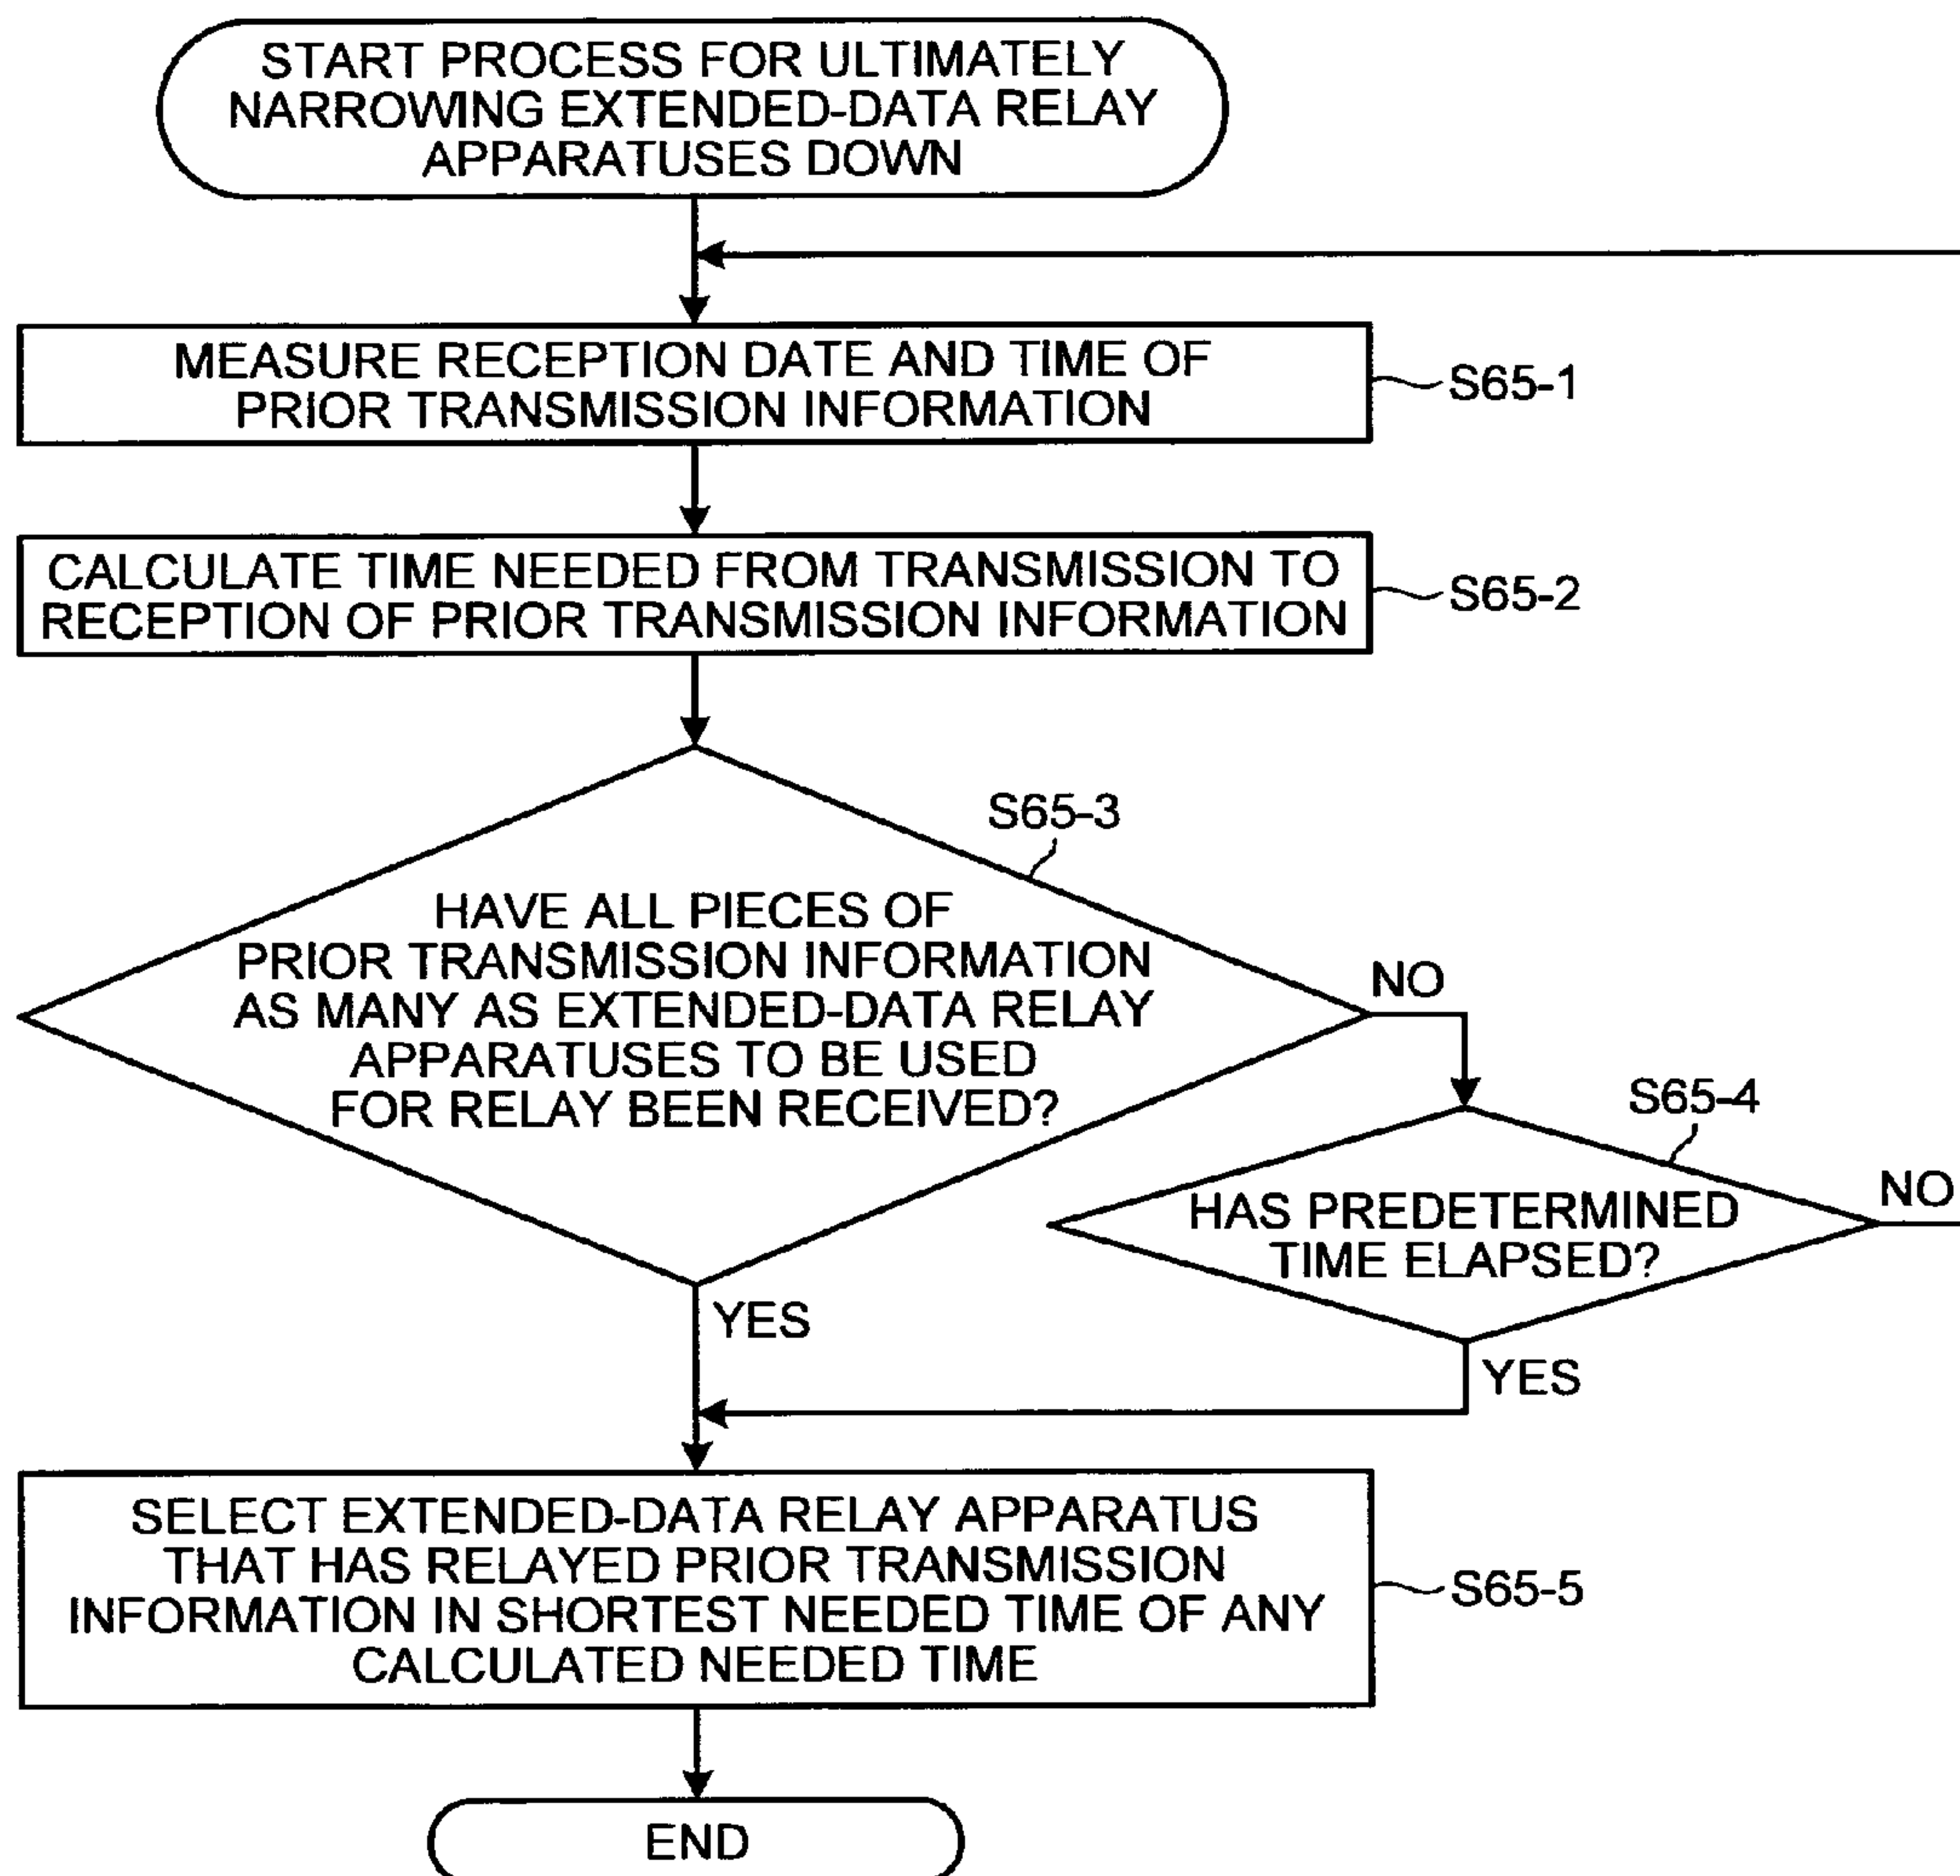 START PROCESS FOR ULTIMATELY
NARROWING EXTENDED-DATA RELAY
APPARATUSES DOWN
MEASURE RECEPTION DATE AND TIME OF
PRIOR TRANSMISSION INFORMATION
S65-1
CALCULATE TIME NEEDED FROM TRANSMISSION TO
RECEPTION OF PRIOR TRANSMISSION INFORMATION
S65-2
S65-3
HAVE ALL PIECES OF
PRIOR TRANSMISSION INFORMATION
AS MANY AS EXTENDED-DATA RELAY
APPARATUSES TO BE USED
FOR RELAY BEEN RECEIVED?
NO
S65-4
HAS PREDETERMINED
TIME ELAPSED?
NO
YES
YES
SELECT EXTENDED-DATA RELAY APPARATUS
THAT HAS RELAYED PRIOR TRANSMISSION
INFORMATION IN SHORTEST NEEDED TIME OF ANY
CALCULATED NEEDED TIME
S65-5
END